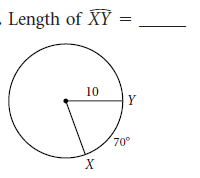 . Length of XY͡ = ______
10
Y
70°
X